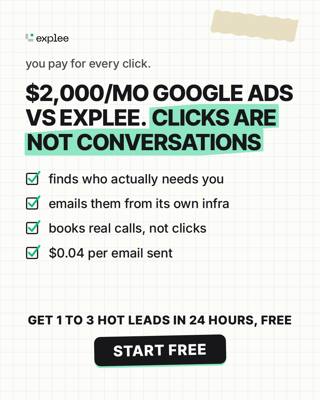 explee
you pay for every click.
$2,000/MO GOOGLE ADS
VS EXPLEE. CLICKS ARE
NOT CONVERSATIONS
finds who actually needs you
emails them from its own infra
books real calls, not clicks
$0.04 per email sent
GET 1 TO 3 HOT LEADS IN 24 HOURS, FREE
START FREE